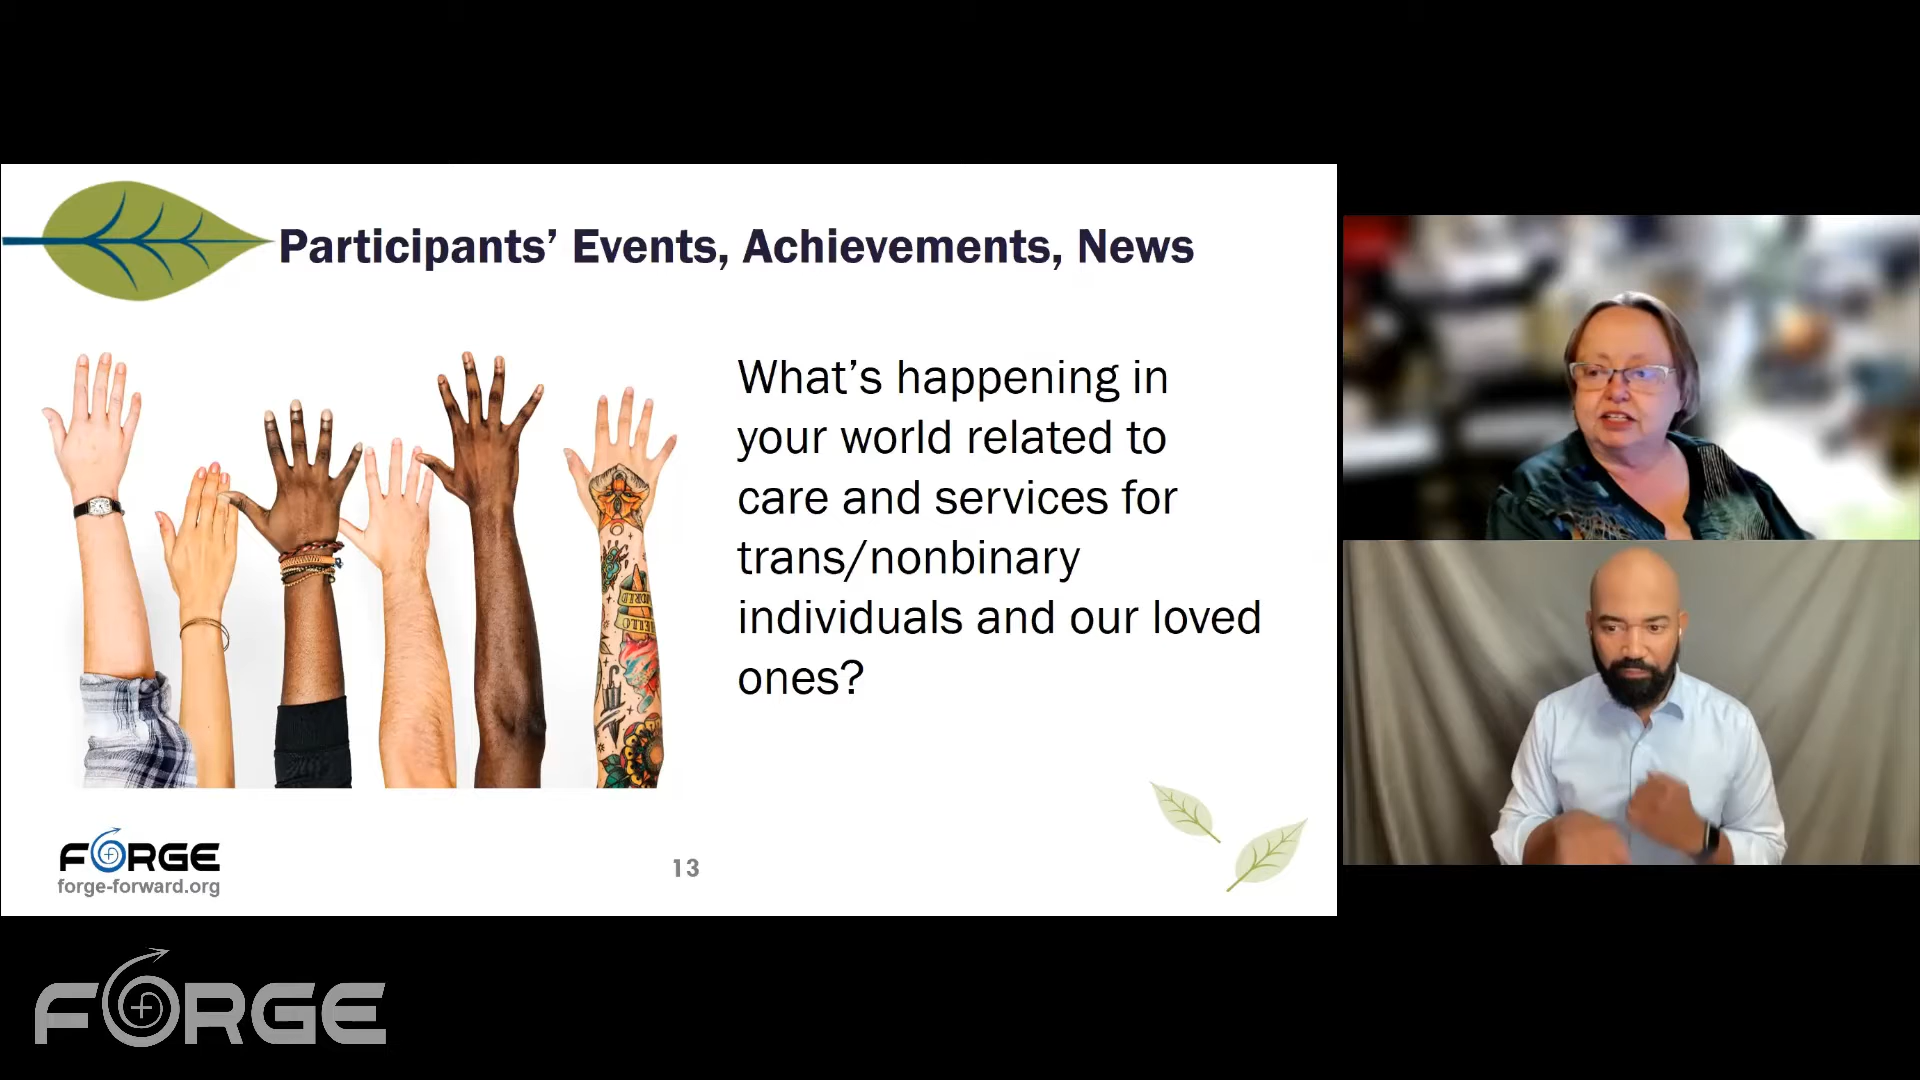 Participants’ Events, Achievements, News
What’s happening in
your world related to
care and services for
trans/nonbinary
individuals and our loved
ones?
FORGE
forge-forward.org
13
FORGE